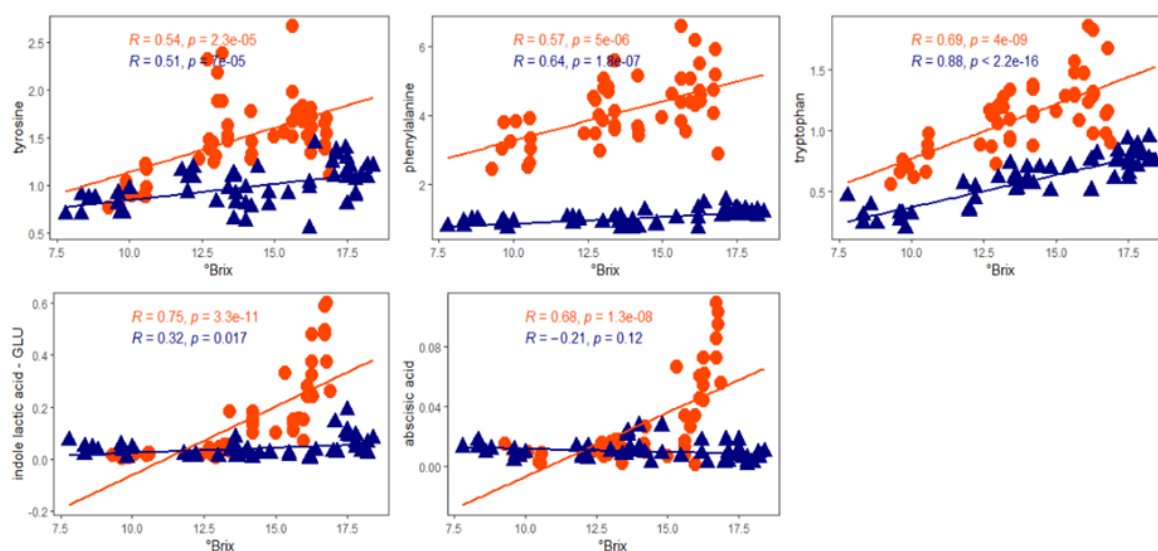 R = 0.54, p = 2.3e-05
R = 0.51, p = 7e-05
tyrosine
2.5
2.0
1.5
1.0
0.5
7.5 10.0 12.5 15.0 17.5
°Brix
R = 0.57, p = 5e-06
R = 0.64, p = 1.8e-07
phenylalanine
6
4
2
7.5 10.0 12.5 15.0 17.5
°Brix
R = 0.69, p = 4e-09
R = 0.88, p < 2.2e-16
tryptophan
1.5
1.0
0.5
7.5 10.0 12.5 15.0 17.5
°Brix
R = 0.75, p = 3.3e-11
R = 0.32, p = 0.017
indole lactic acid - GLU
0.6
0.4
0.2
0.0
-0.2
7.5 10.0 12.5 15.0 17.5
°Brix
R = 0.68, p = 1.3e-08
R = −0.21, p = 0.12
abscisic acid
0.08
0.04
0.00
7.5 10.0 12.5 15.0 17.5
°Brix